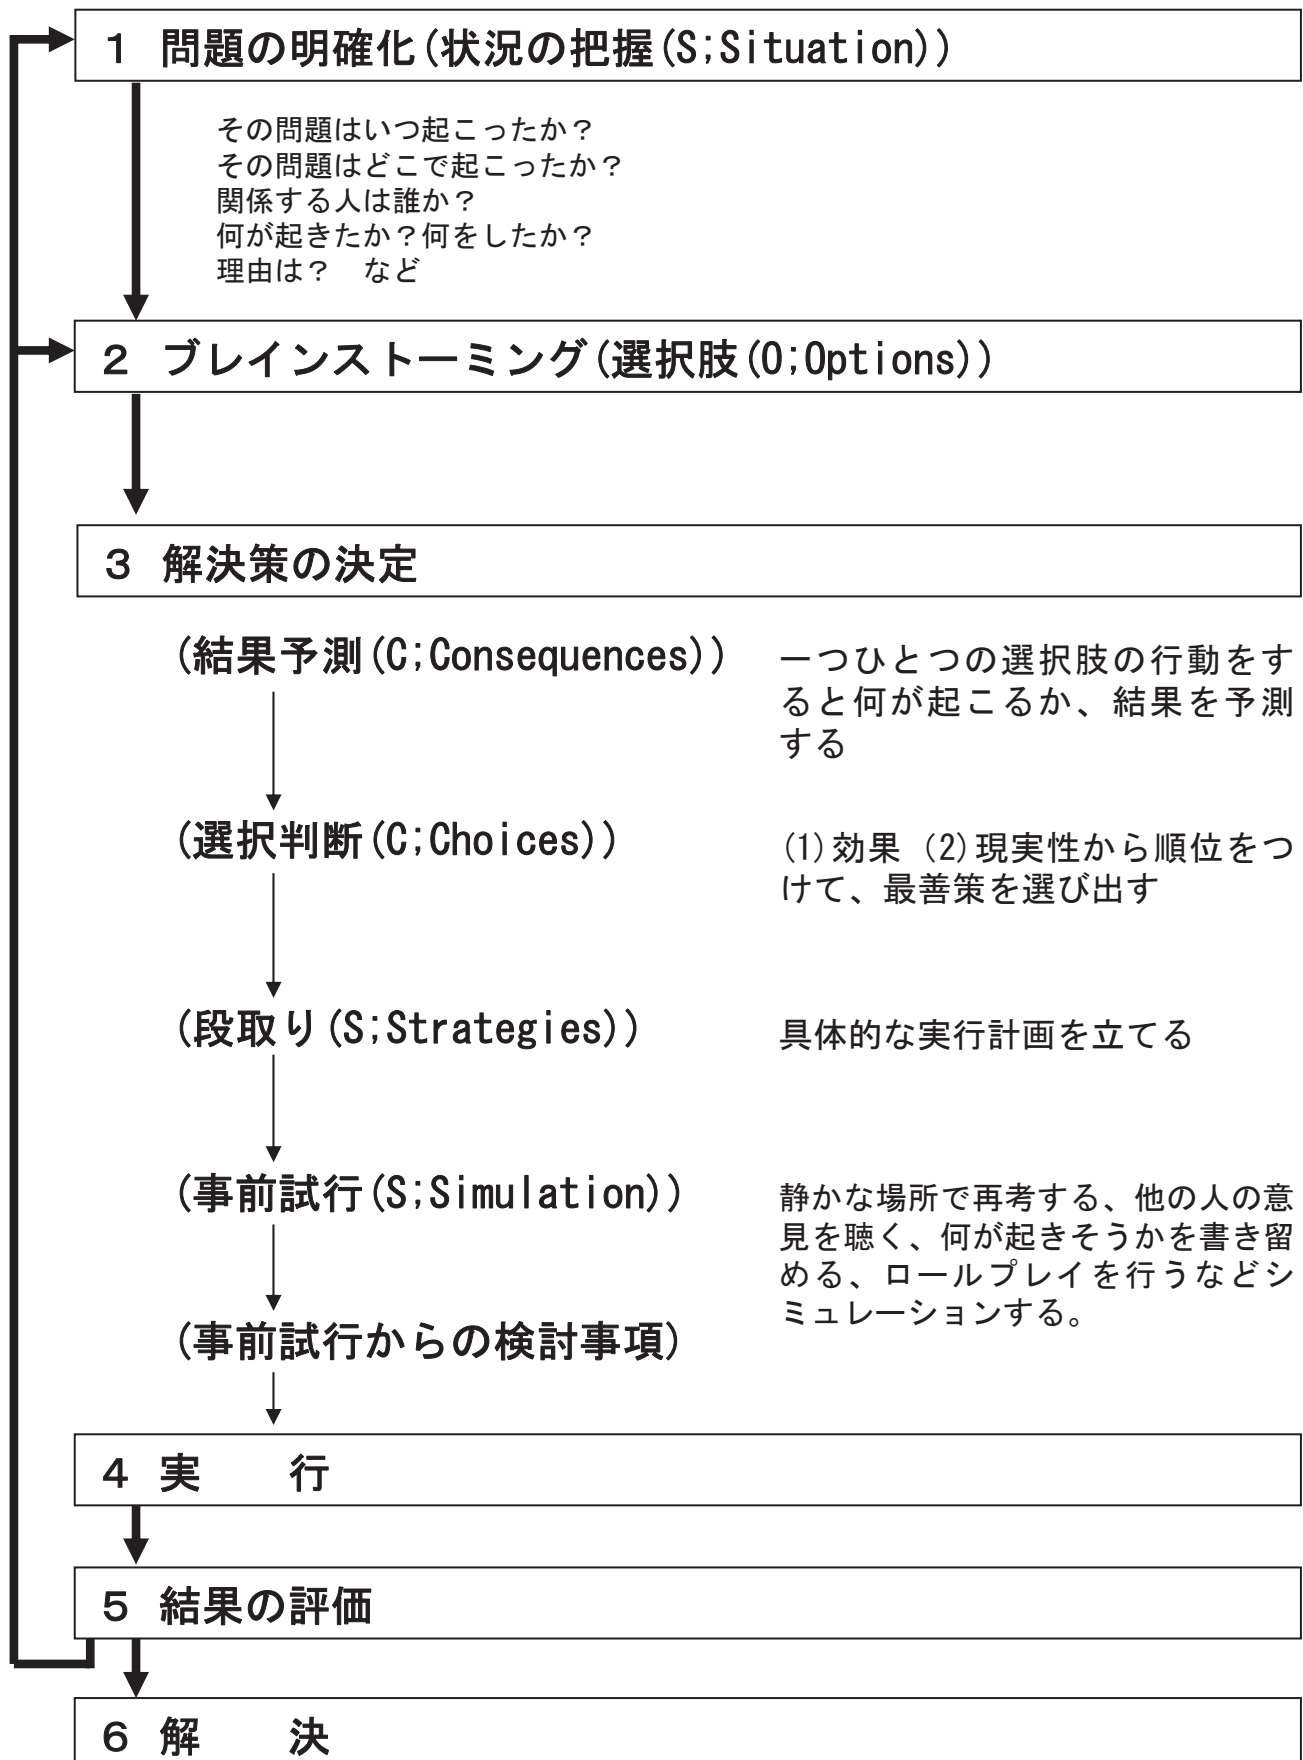 1 問題の明確化(状況の把握(S;Situation))
その問題はいつ起こったか？
その問題はどこで起こったか？
関係する人は誰か？
何が起きたか？何をしたか？
理由は？　など
2 ブレインストーミング(選択肢(O;Options))
3 解決策の決定
(結果予測(C;Consequences))
一つひとつの選択肢の行動をす
ると何が起こるか、結果を予測
する
(選択判断(C;Choices))
(1)効果 (2)現実性から順位をつ
けて、最善策を選び出す
(段取り(S;Strategies))
具体的な実行計画を立てる
(事前試行(S;Simulation))
静かな場所で再考する、他の人の意
見を聴く、何が起きそうかを書き留
める、ロールプレイを行うなどシ
ミュレーションする。
(事前試行からの検討事項)
4 実　　行
5 結果の評価
6 解　　決